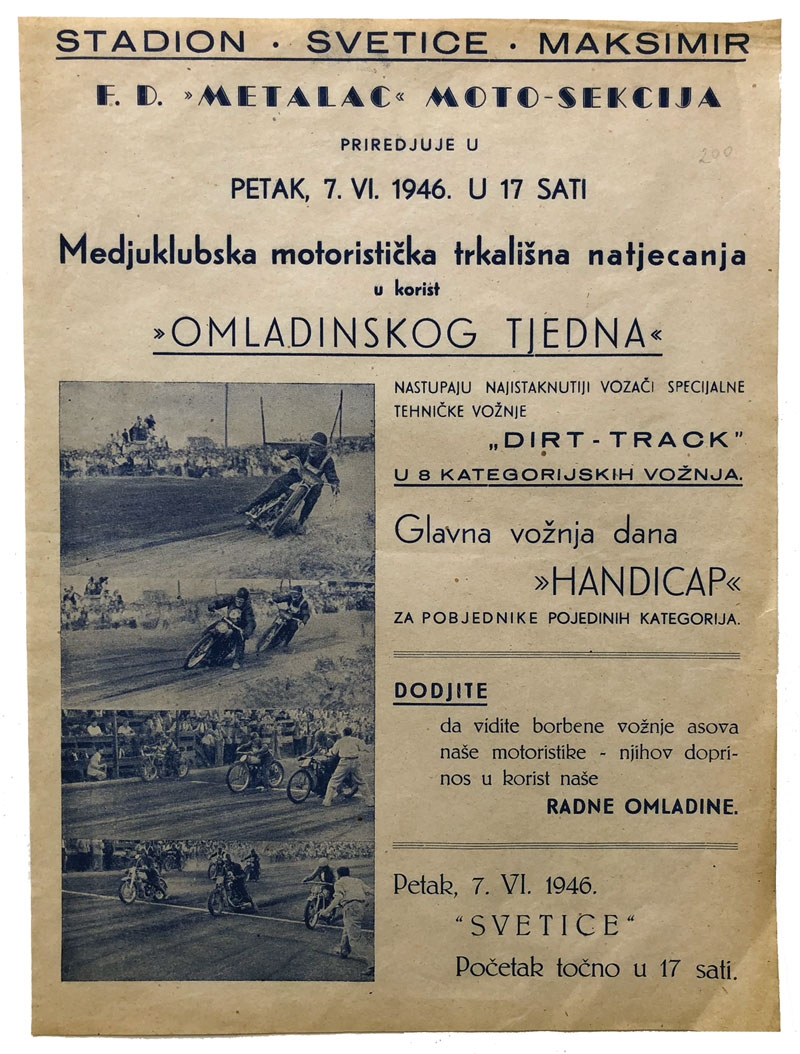 STADION · SVETICE · MAKSIMIR
F. D. »METALAC« MOTO-SEKCIJA
PRIREDJUJE U
200
PETAK, 7. VI. 1946. U 17 SATI
Medjuklubska motoristička trkališna natjecanja
u korist
»OMLADINSKOG TJEDNA«
NASTUPAJU NAJISTAKNUTIJI VOZAČI SPECIJALNE
TEHNIČKE VOŽNJE
„DIRT-TRACK”
U 8 KATEGORIJSKIH VOŽNJA.
Glavna vožnja dana
»HANDICAP«
ZA POBJEDNIKE POJEDINIH KATEGORIJA.
DODJITE
da vidite borbene vožnje asova
naše motoristike - njihov dopri-
nos u korist naše
RADNE OMLADINE.
Petak, 7. VI. 1946.
“SVETICE“
Početak točno u 17 sati.